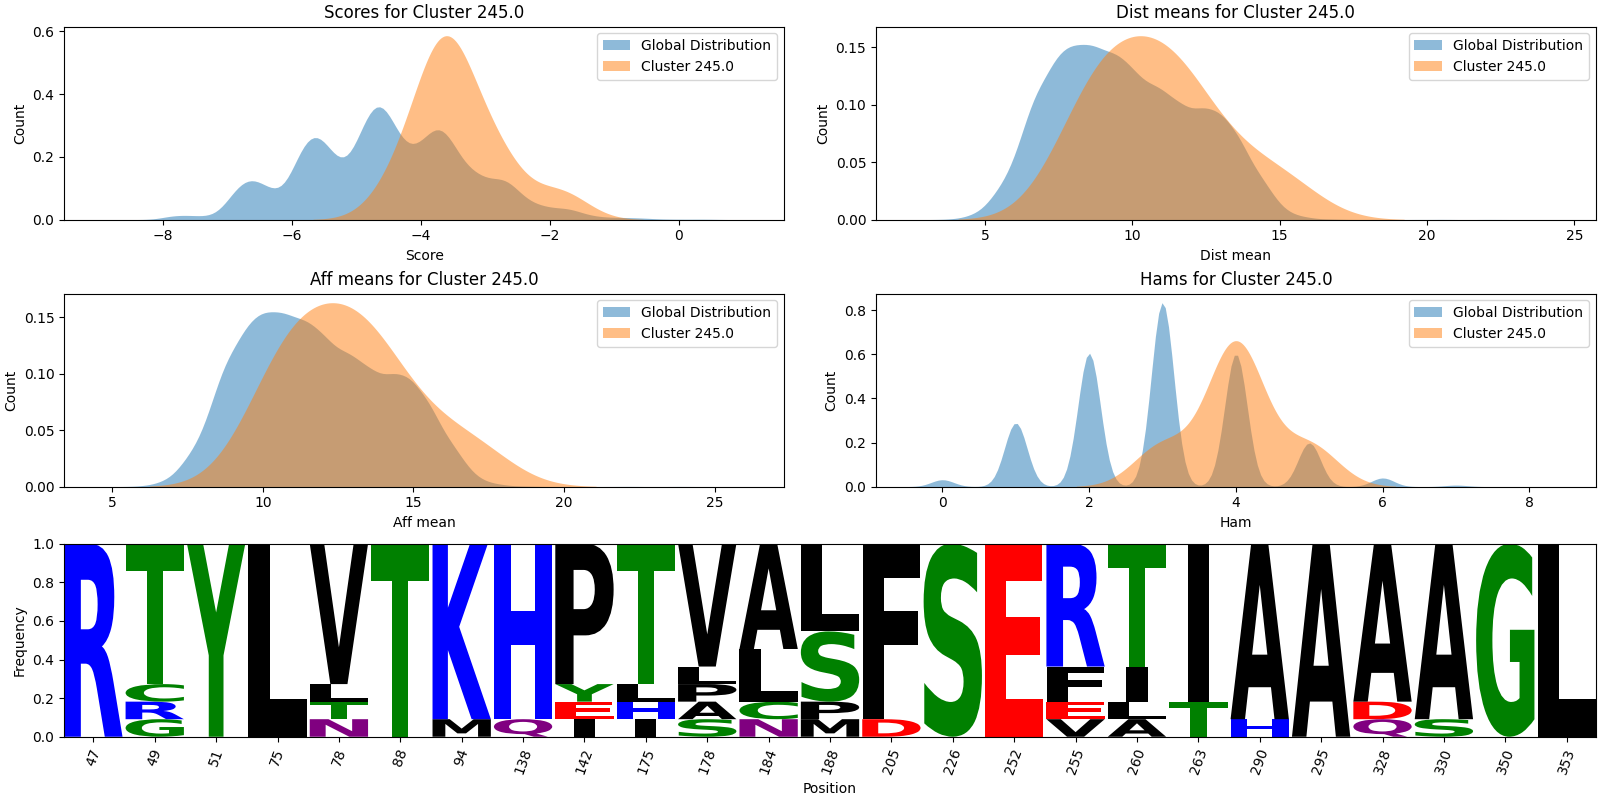 Scores for Cluster 245.0
Dist means for Cluster 245.0
0.6
0.4
0.2
0.0
Count
Global Distribution
Cluster 245.0
−8 −6 −4 −2 0
Score
0.15
0.10
0.05
0.00
Count
Global Distribution
Cluster 245.0
5 10 15 20 25
Dist mean
Aff means for Cluster 245.0
Hams for Cluster 245.0
0.15
0.10
0.05
0.00
Count
Global Distribution
Cluster 245.0
5 10 15 20 25
Aff mean
0.8
0.6
0.4
0.2
0.0
Count
Global Distribution
Cluster 245.0
0 2 4 6 8
Ham
1.0
0.8
0.6
0.4
0.2
0.0
Frequency
R T Y L V T K H P T V A L F S E R T I A A A A G L
C L M Q Y L L L S D F I T H D S
R T E H P C P E L Q
G N I I A N M V A
S
47 49 51 75 78 88 94 138 142 175 178 184 186 205 226 252 255 260 263 290 295 328 330 350 353
Position